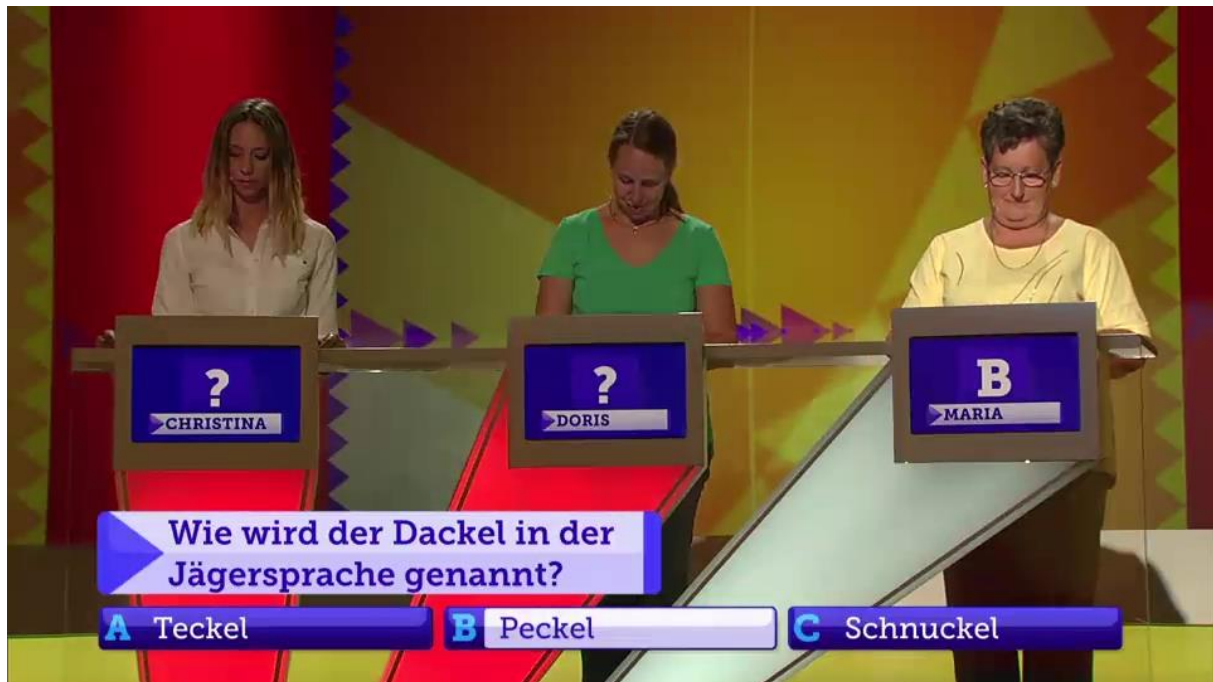 ?
CHRISTINA
?
DORIS
B
MARIA
Wie wird der Dackel in der
Jägersprache genannt?
A Teckel
B Peckel
C Schnuckel